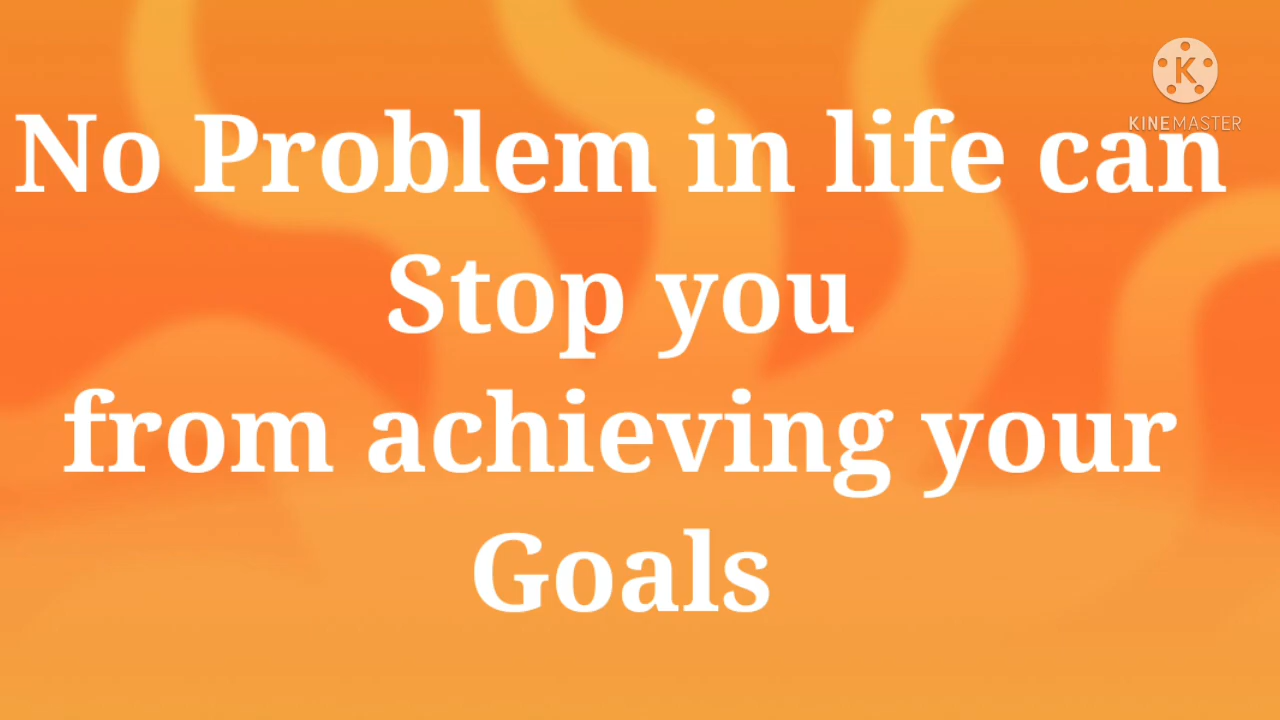 K
KINEMASTER
No Problem in life can
Stop you
from achieving your
Goals